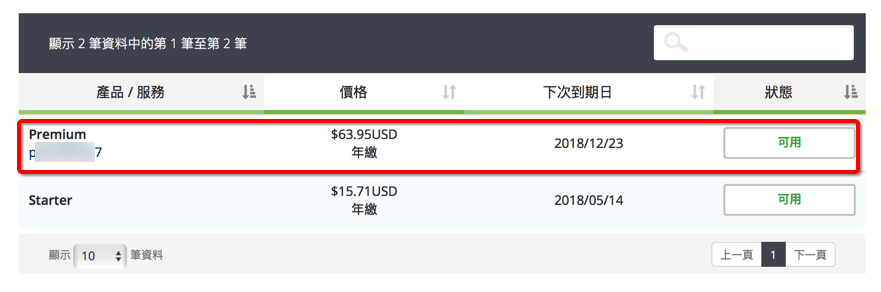 顯示 2 筆資料中的第 1 筆至第 2 筆
產品 / 服務 價格 下次到期日 狀態
Premium $63.95USD 2018/12/23 可用
p 7 年繳
Starter $15.71USD 2018/05/14 可用
年繳
顯示 10 筆資料 上一頁 1 下一頁